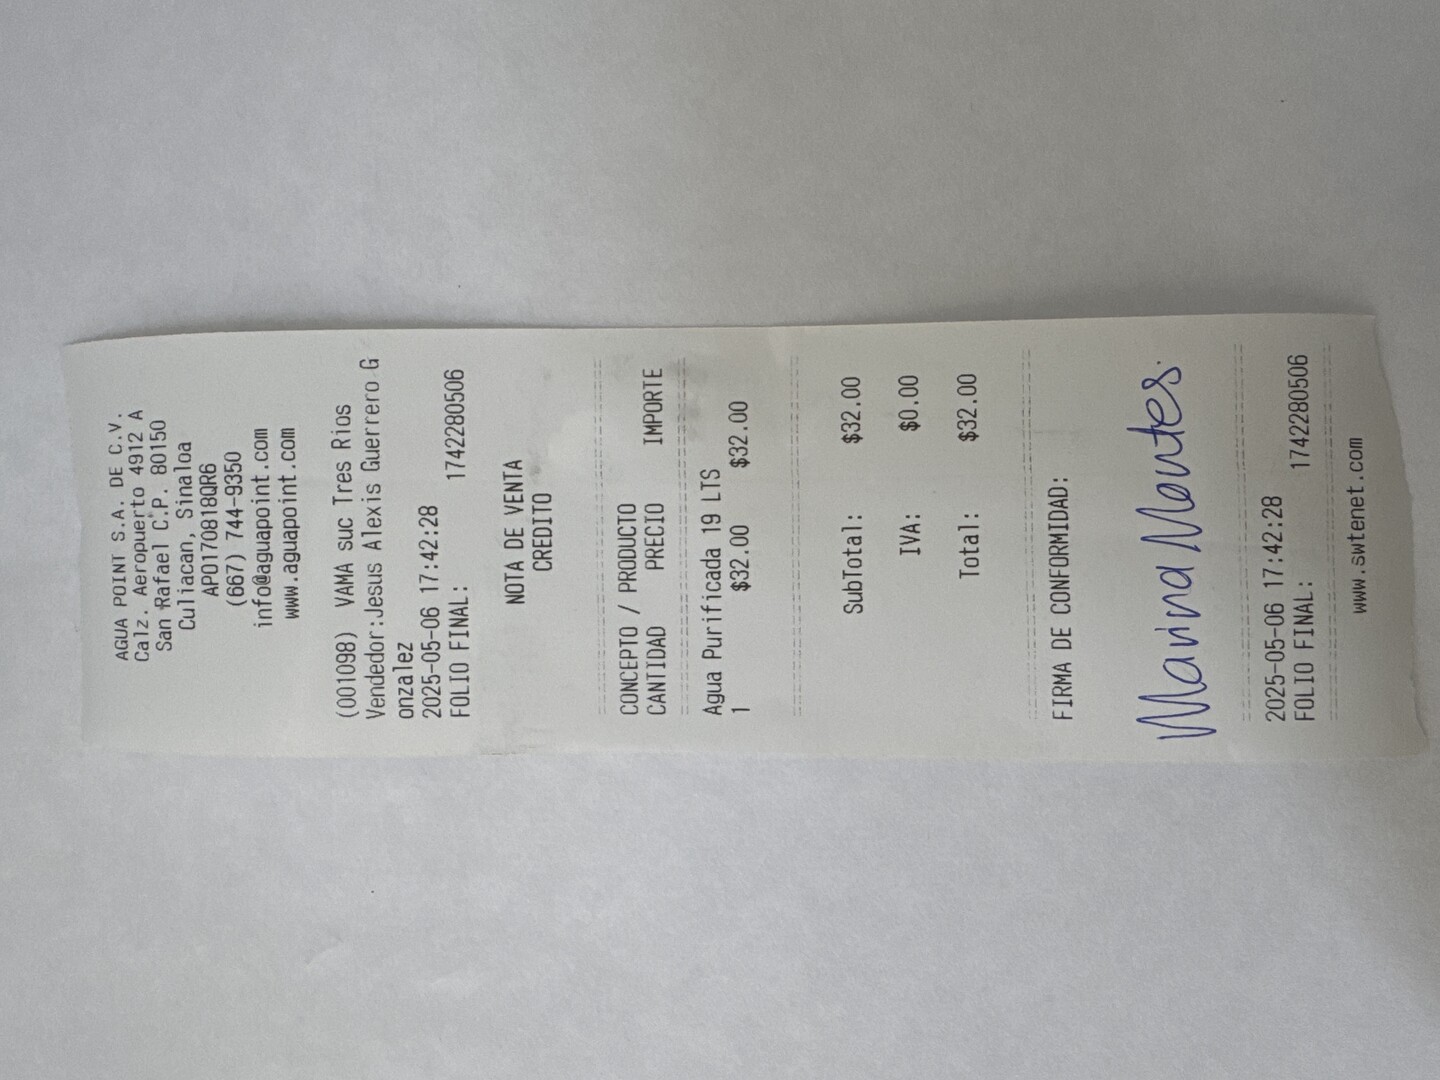 AGUA POINT S.A. DE C.V.
Calz. Aeropuerto 4912 A
San Rafael C.P. 80150
Culiacan, Sinaloa
APO170818QR6
(667) 744-9350
info@aguapoint.com
www.aguapoint.com
(001098) VAMA suc Tres Rios
Vendedor:Jesus Alexis Guerrero G
onzalez
2025-05-06 17:42:28
FOLIO FINAL: 1742280506
NOTA DE VENTA
CREDITO
CONCEPTO / PRODUCTO
CANTIDAD PRECIO IMPORTE
Agua Purificada 19 LTS
1 $32.00 $32.00
SubTotal: $32.00
IVA: $0.00
Total: $32.00
FIRMA DE CONFORMIDAD:
Marina Montes.
2025-05-06 17:42:28
FOLIO FINAL: 1742280506
www.swtenet.com